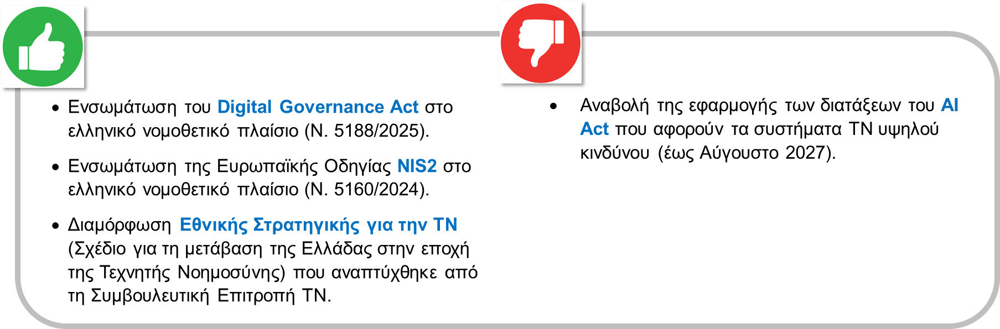 • Ενσωμάτωση του Digital Governance Act στο
ελληνικό νομοθετικό πλαίσιο (Ν. 5188/2025).
• Ενσωμάτωση της Ευρωπαϊκής Οδηγίας NIS2 στο
ελληνικό νομοθετικό πλαίσιο (Ν. 5160/2024).
• Διαμόρφωση Εθνικής Στρατηγικής για την ΤΝ
(Σχέδιο για τη μετάβαση της Ελλάδας στην εποχή
της Τεχνητής Νοημοσύνης) που αναπτύχθηκε από
τη Συμβουλευτική Επιτροπή ΤΝ.
• Αναβολή της εφαρμογής των διατάξεων του AI
Act που αφορούν τα συστήματα ΤΝ υψηλού
κινδύνου (έως Αύγουστο 2027).